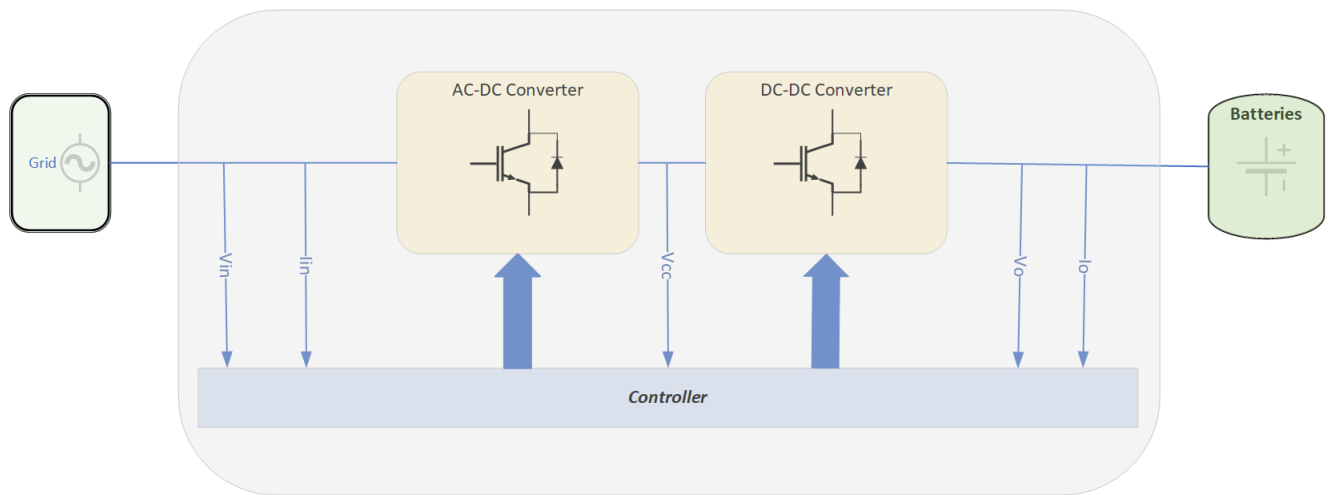 AC-DC Converter
DC-DC Converter
Batteries
Grid
+
-
Vin
Iin
Vcc
Vo
Io
Controller